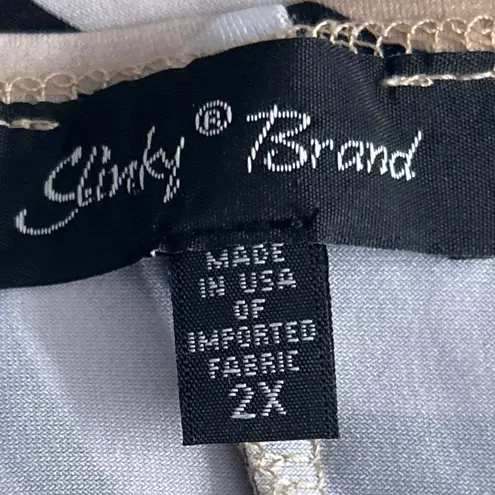 Slinky® Brand
MADE
IN USA
OF
IMPORTED
FABRIC
2X